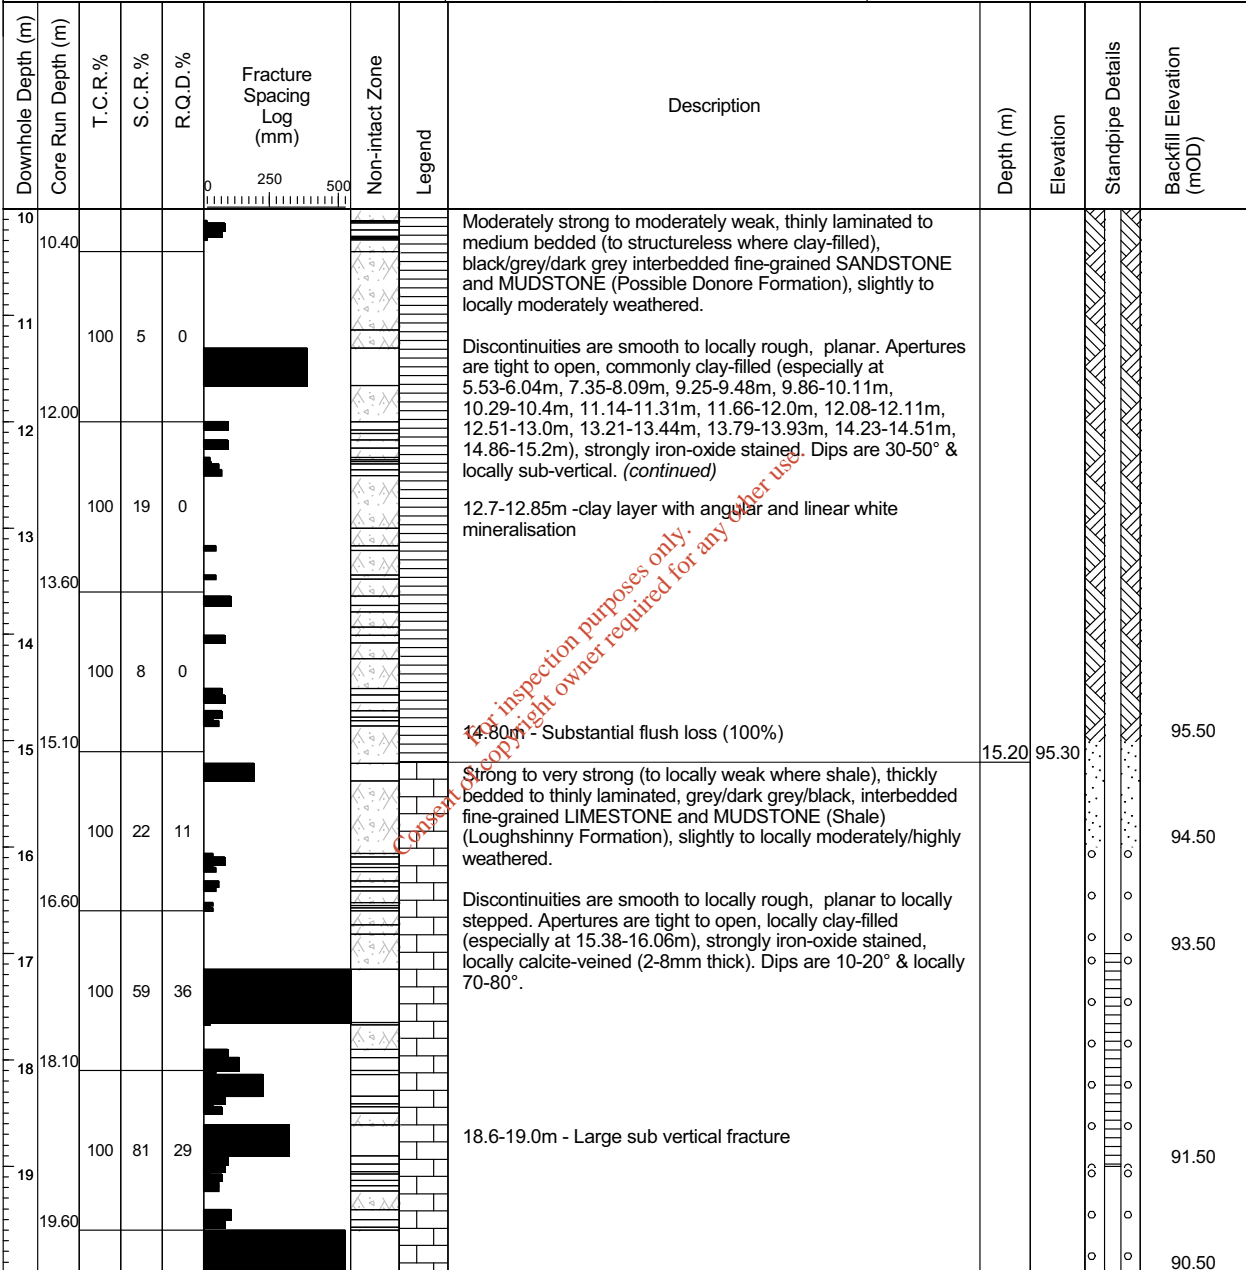 Downhole Depth (m)
Core Run Depth (m)
T.C.R.%
S.C.R.%
R.Q.D.%
Fracture
Spacing
Log
(mm)
0 250 500
Non-intact Zone
Legend
Description
Depth (m)
Elevation
Standpipe Details
Backfill Elevation
(mOD)
10
10.40
11
100 5 0
12.00
12
100 19 0
13
13.60
14
100 8 0
15.10
15
100 22 11
16
16.60
17
100 59 36
18.10
18
100 81 29
19
19.60
Moderately strong to moderately weak, thinly laminated to
medium bedded (to structureless where clay-filled),
black/grey/dark grey interbedded fine-grained SANDSTONE
and MUDSTONE (Possible Donore Formation), slightly to
locally moderately weathered.
Discontinuities are smooth to locally rough, planar. Apertures
are tight to open, commonly clay-filled (especially at
5.53-6.04m, 7.35-8.09m, 9.25-9.48m, 9.86-10.11m,
10.29-10.4m, 11.14-11.31m, 11.66-12.0m, 12.08-12.11m,
12.51-13.0m, 13.21-13.44m, 13.79-13.93m, 14.23-14.51m,
14.86-15.2m), strongly iron-oxide stained. Dips are 30-50° &
locally sub-vertical. (continued)
12.7-12.85m -clay layer with angular and linear white
mineralisation
14.80m - Substantial flush loss (100%)
15.20 95.30
Strong to very strong (to locally weak where shale), thickly
bedded to thinly laminated, grey/dark grey/black, interbedded
fine-grained LIMESTONE and MUDSTONE (Shale)
(Loughshinny Formation), slightly to locally moderately/highly
weathered.
Discontinuities are smooth to locally rough, planar to locally
stepped. Apertures are tight to open, locally clay-filled
(especially at 15.38-16.06m), strongly iron-oxide stained,
locally calcite-veined (2-8mm thick). Dips are 10-20° & locally
70-80°.
18.6-19.0m - Large sub vertical fracture
95.50
94.50
93.50
91.50
90.50
For inspection purposes only.
Consent of copyright owner required for any other use.